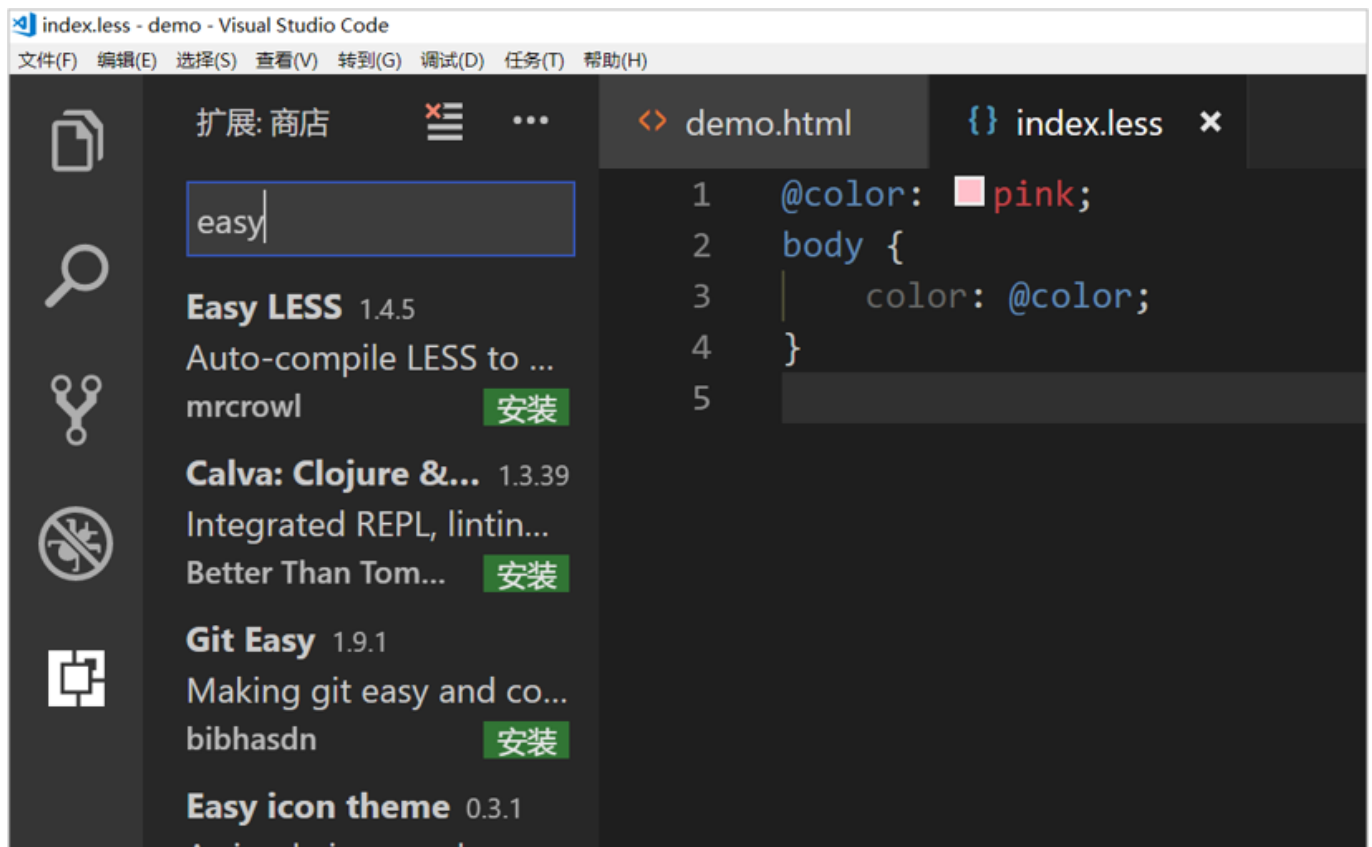 index.less - demo - Visual Studio Code
文件(F) 编辑(E) 选择(S) 查看(V) 转到(G) 调试(D) 任务(T) 帮助(H)
扩展: 商店
easy
Easy LESS 1.4.5
Auto-compile LESS to ...
mrcrowl 安装
Calva: Clojure &... 1.3.39
Integrated REPL, lintin...
Better Than Tom... 安装
Git Easy 1.9.1
Making git easy and co...
bibhasdn 安装
Easy icon theme 0.3.1
demo.html index.less
1 @color: pink;
2 body {
3 color: @color;
4 }
5